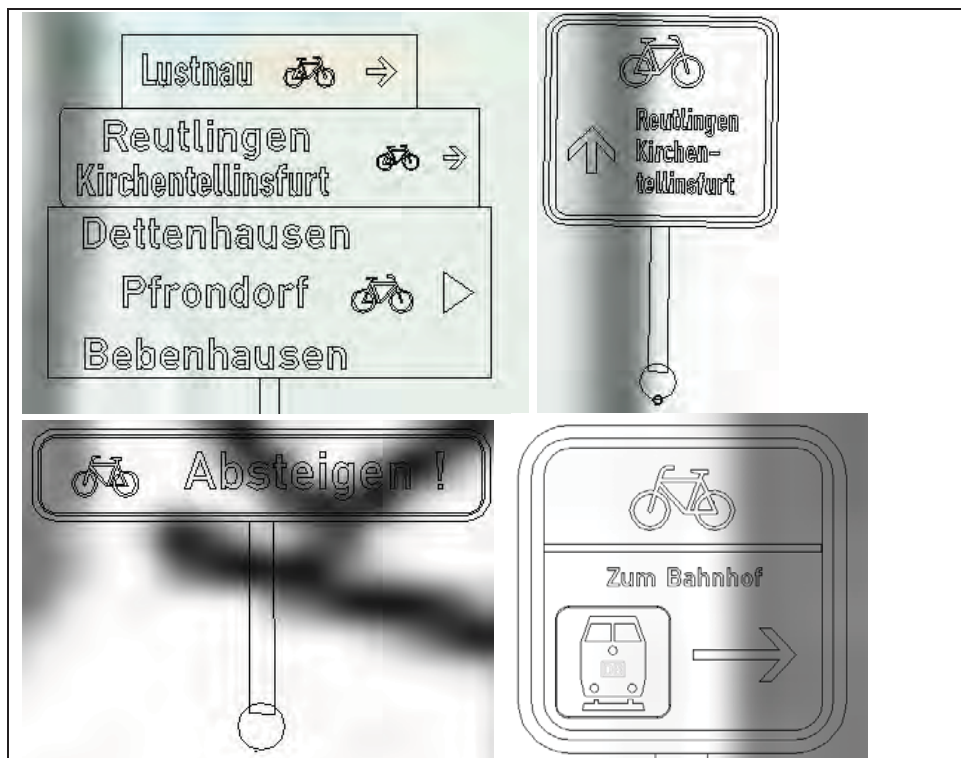 Lustnau
Reutlingen
Kirchentellinsfurt
Dettenhausen
Pfrondorf
Bebenhausen
Reutlingen
Kirchen-
tellinsfurt
Absteigen !
Zum Bahnhof
DB